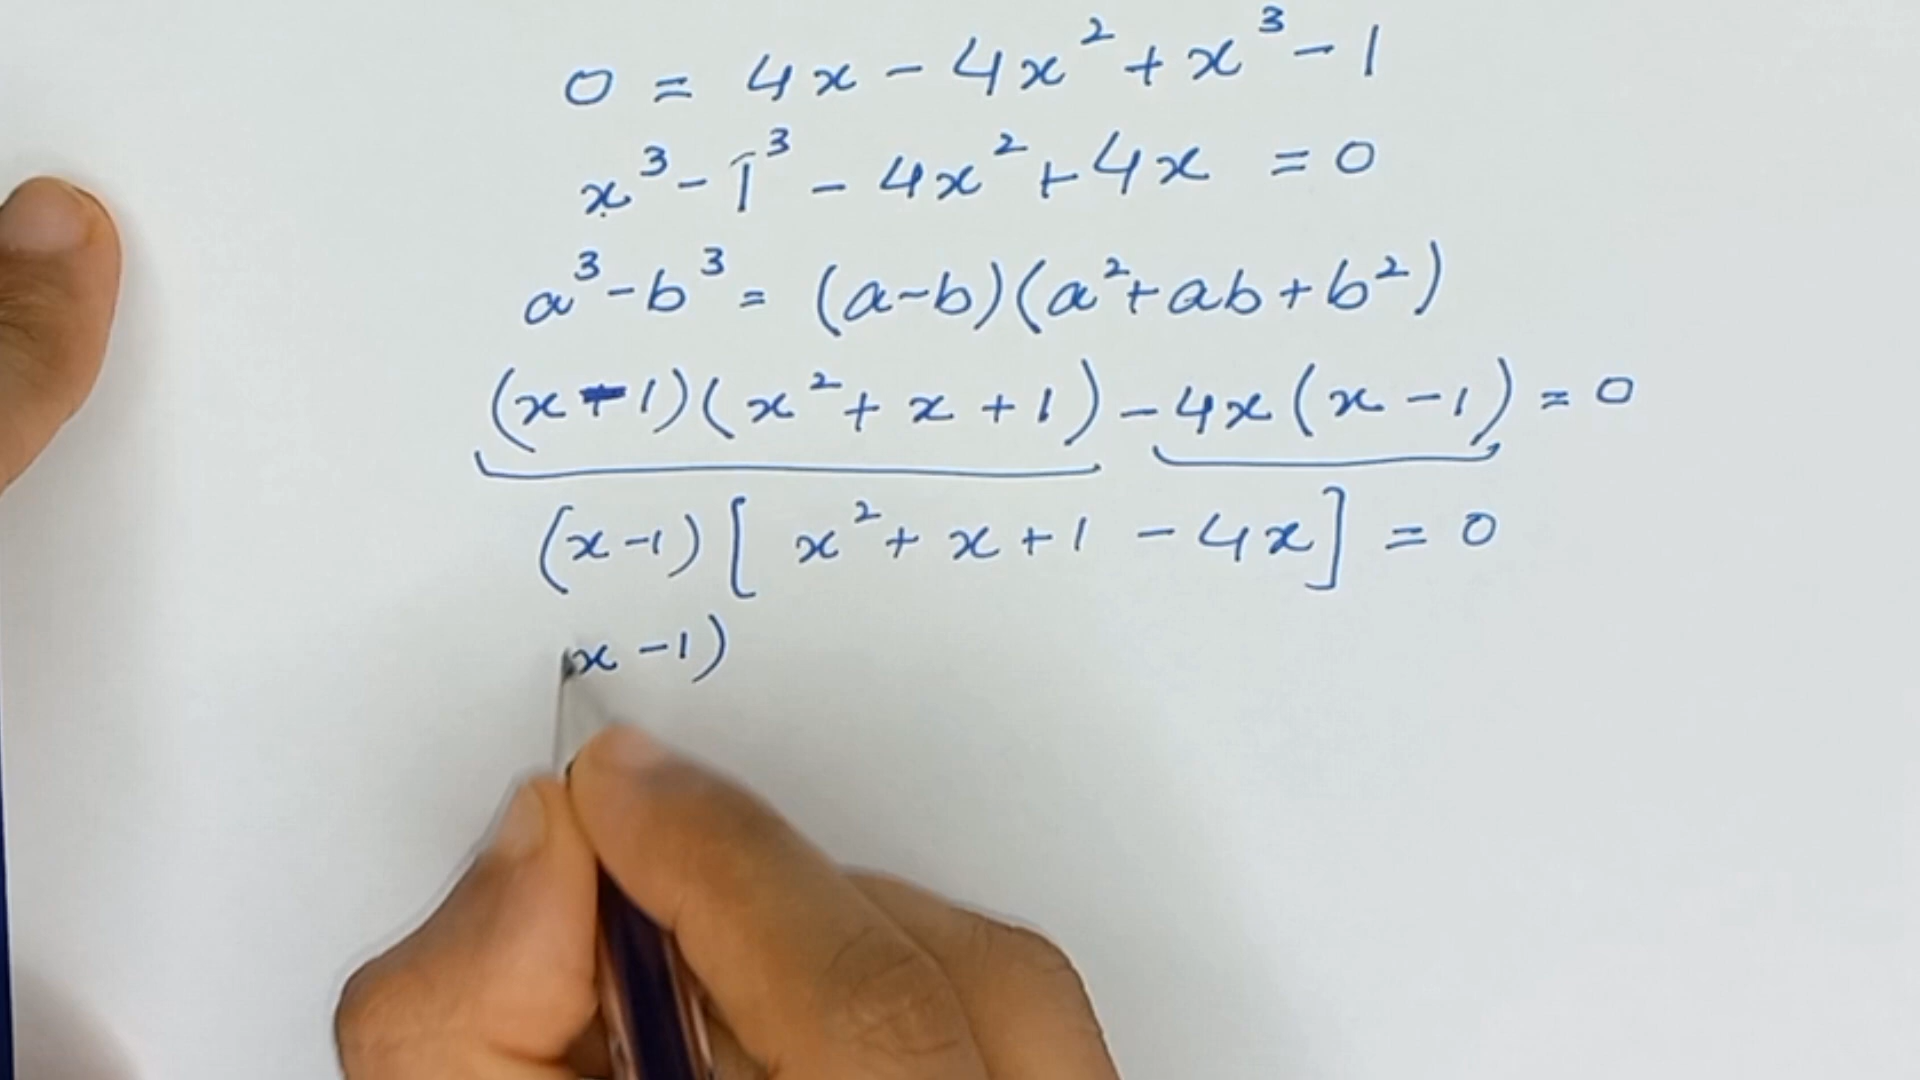 0 = 4x - 4x² + x³ - 1
x³ - 1³ - 4x² + 4x = 0
a³ - b³ = (a-b)(a² + ab + b²)
(x - 1)(x² + x + 1) - 4x(x - 1) = 0
(x - 1)[x² + x + 1 - 4x] = 0
x - 1)